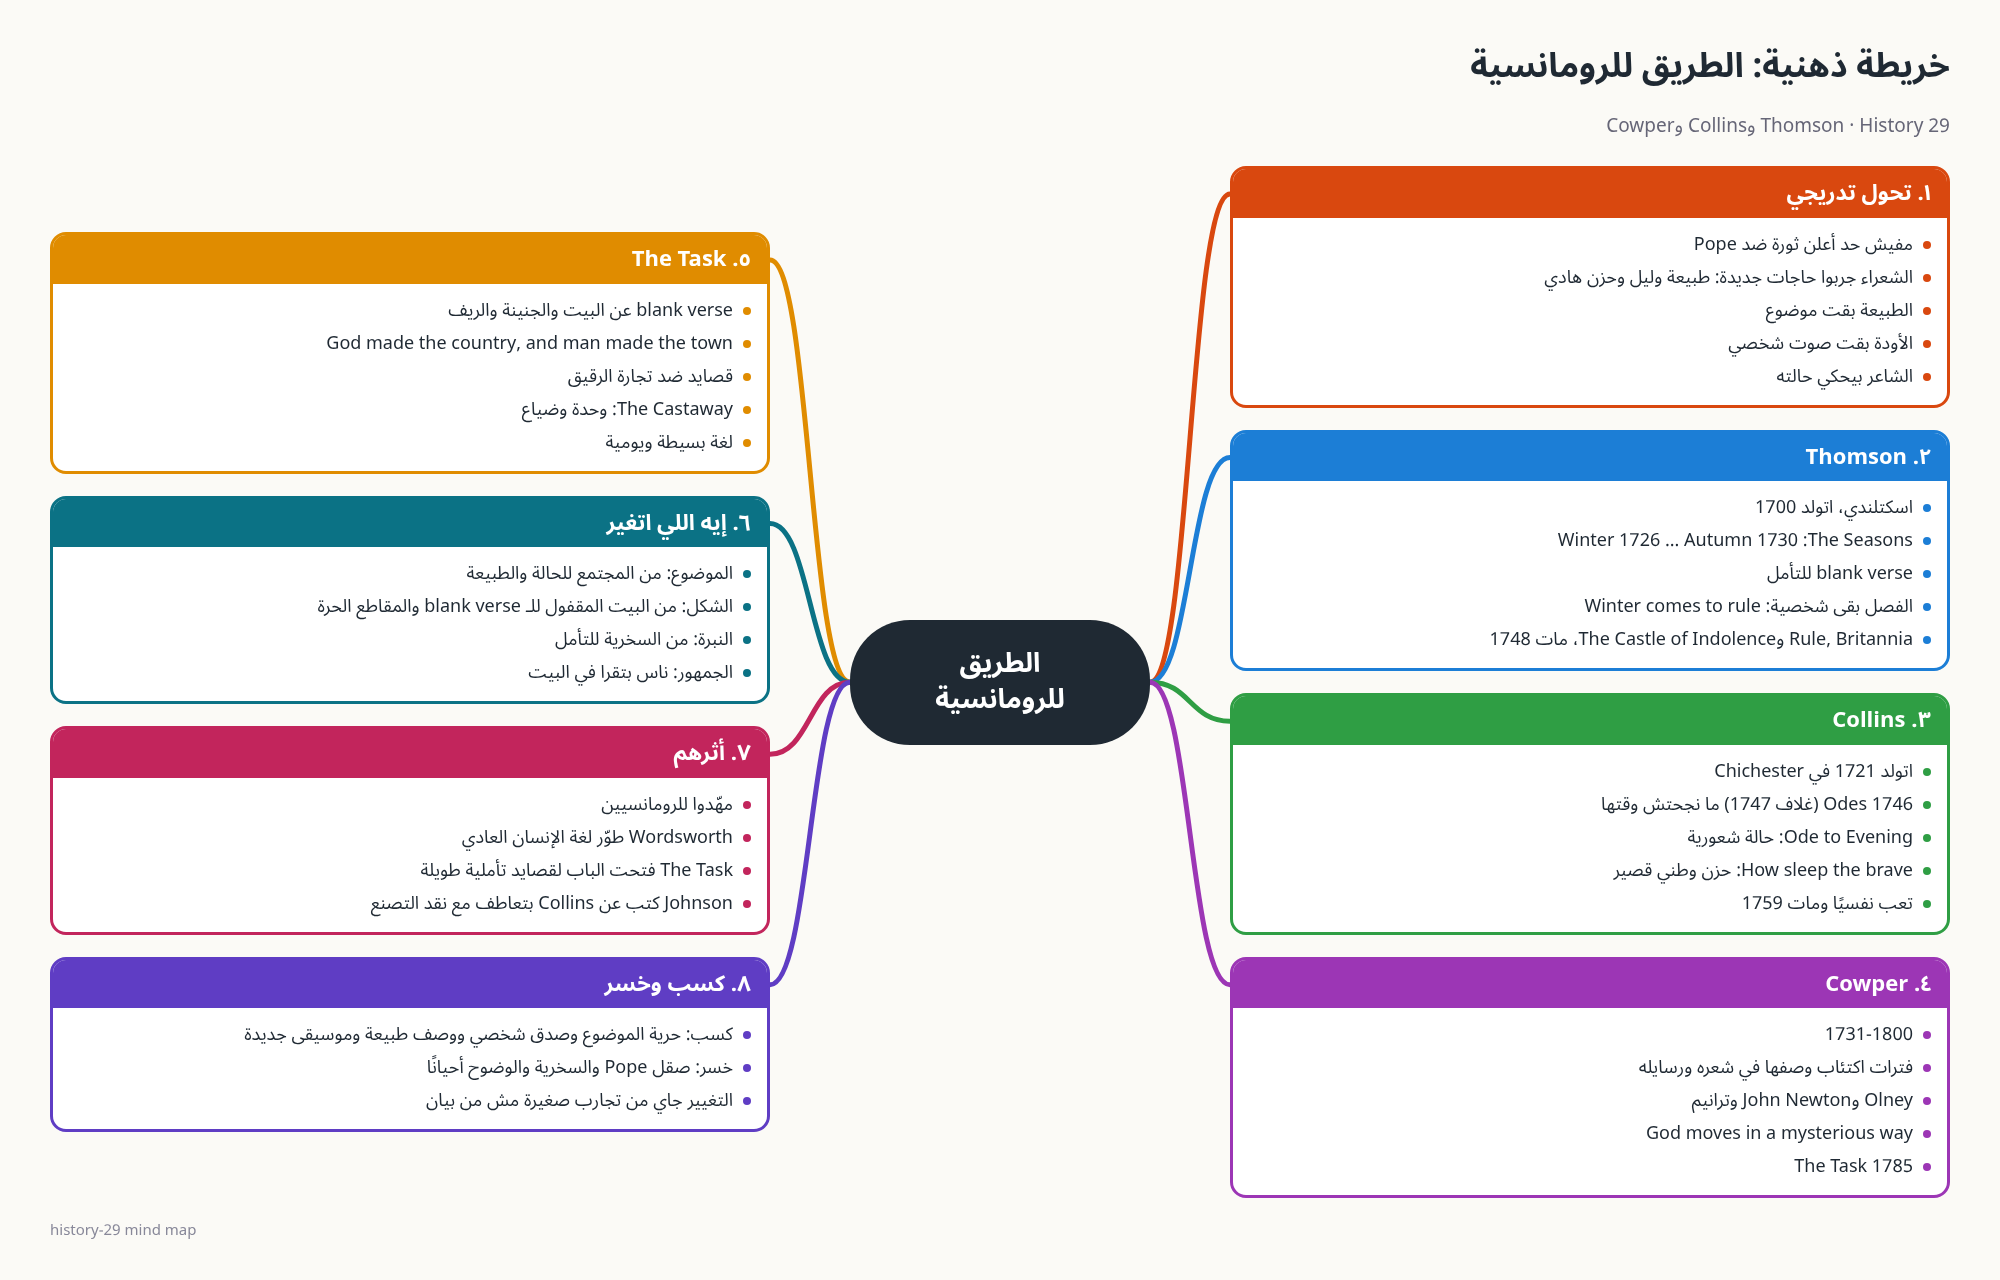 خريطة ذهنية: الطريق للرومانسية
Thomson · History 29 وCollins وCowper
١. تحول تدريجي
مفيش حد أعلن ثورة ضد Pope
الشعراء جربوا حاجات جديدة: طبيعة وليل وحزن هادي
الطبيعة بقت موضوع
الأودة بقت صوت شخصي
الشاعر بيحكي حالته
٢. Thomson
اسكتلندي، اتولد 1700
The Seasons: Winter 1726 ... Autumn 1730
blank verse للتأمل
الفصل بقى شخصية: Winter comes to rule
Rule, Britannia وThe Castle of Indolence، مات 1748
٣. Collins
اتولد 1721 في Chichester
Odes 1746 (غلاف 1747) ما نجحتش وقتها
Ode to Evening: حالة شعورية
How sleep the brave: حزن وطني قصير
تعب نفسيًا ومات 1759
٤. Cowper
1731-1800
فترات اكتئاب وصفها في شعره ورسايله
Olney وJohn Newton وترانيم
God moves in a mysterious way
The Task 1785
الطريق
للرومانسية
٥. The Task
blank verse عن البيت والجنينة والريف
God made the country, and man made the town
قصايد ضد تجارة الرقيق
The Castaway: وحدة وضياع
لغة بسيطة ويومية
٦. إيه اللي اتغير
الموضوع: من المجتمع للحالة والطبيعة
الشكل: من البيت المقفول للـ blank verse والمقاطع الحرة
النبرة: من السخرية للتأمل
الجمهور: ناس بتقرا في البيت
٧. أثرهم
مهّدوا للرومانسيين
Wordsworth طوّر لغة الإنسان العادي
The Task فتحت الباب لقصايد تأملية طويلة
Johnson كتب عن Collins بتعاطف مع نقد التصنع
٨. كسب وخسر
كسب: حرية الموضوع وصدق شخصي ووصف طبيعة وموسيقى جديدة
خسر: صقل Pope والسخرية والوضوح أحيانًا
التغيير جاي من تجارب صغيرة مش من بيان
history-29 mind map